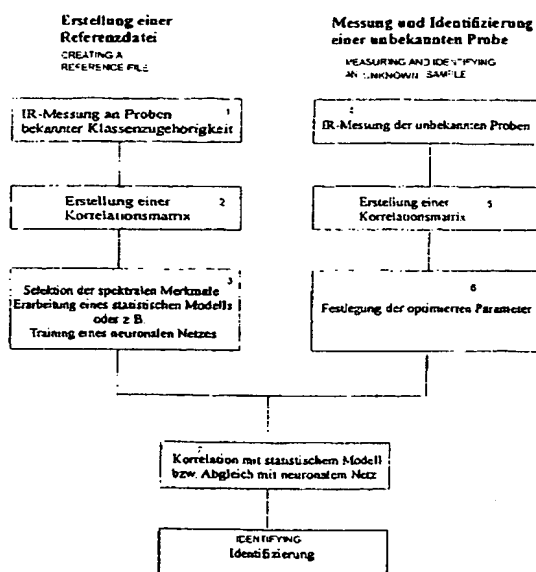 Erstellung einer
Referenzdatei
CREATING A
REFERENCE FILE
1
IR-Messung an Proben
bekannter Klassenzugehörigkeit
2
Erstellung einer
Korrelationsmatrix
3
Selektion der spektralen Merkmale
Erarbeitung eines statistischen Modells
oder z B.
Training eines neuronalen Netzes
Messung und Identifizierung
einer unbekannten Probe
MEASURING AND IDENTIFYING
AN UNKNOWN SAMPLE
IR-Messung der unbekannten Proben
5
Erstellung einer
Korrelationsmatrix
6
Festlegung der optimierten Parameter
7
Korrelation mit statistischem Modell
bzw. Abgleich mit neuronalem Netz
IDENTIFYING
Identifizierung